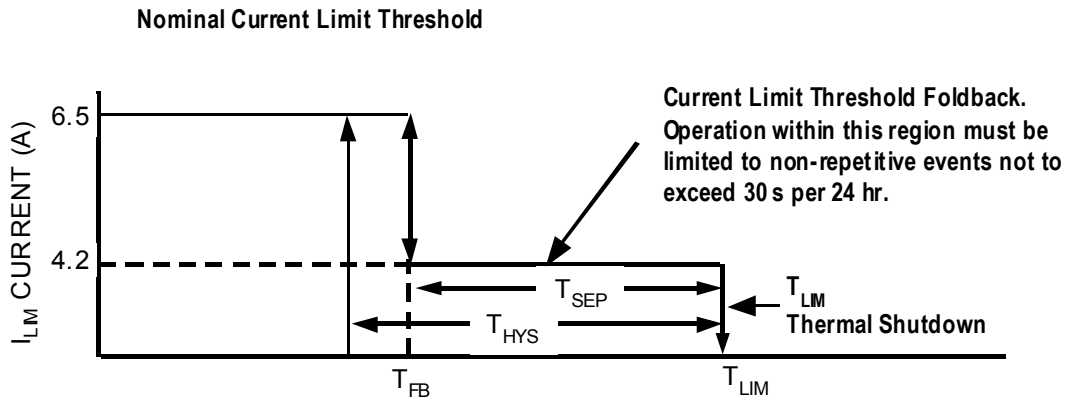 Nominal Current Limit Threshold
6.5
4.2
I_LIM CURRENT (A)
Current Limit Threshold Foldback.
Operation within this region must be
limited to non-repetitive events not to
exceed 30 s per 24 hr.
T_SEP
T_HYS
T_LIM
Thermal Shutdown
T_FB
T_LIM